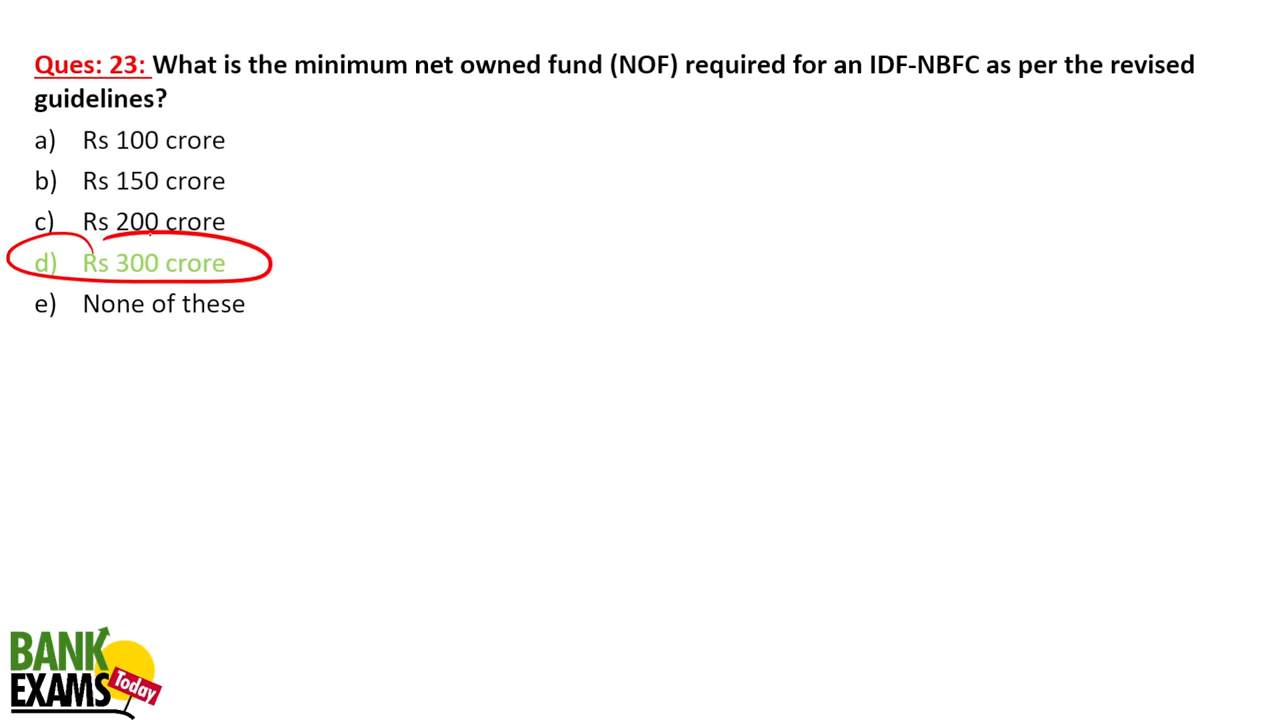 Ques: 23: What is the minimum net owned fund (NOF) required for an IDF-NBFC as per the revised
guidelines?
a) Rs 100 crore
b) Rs 150 crore
c) Rs 200 crore
d) Rs 300 crore
e) None of these
BANK
EXAMS
Today